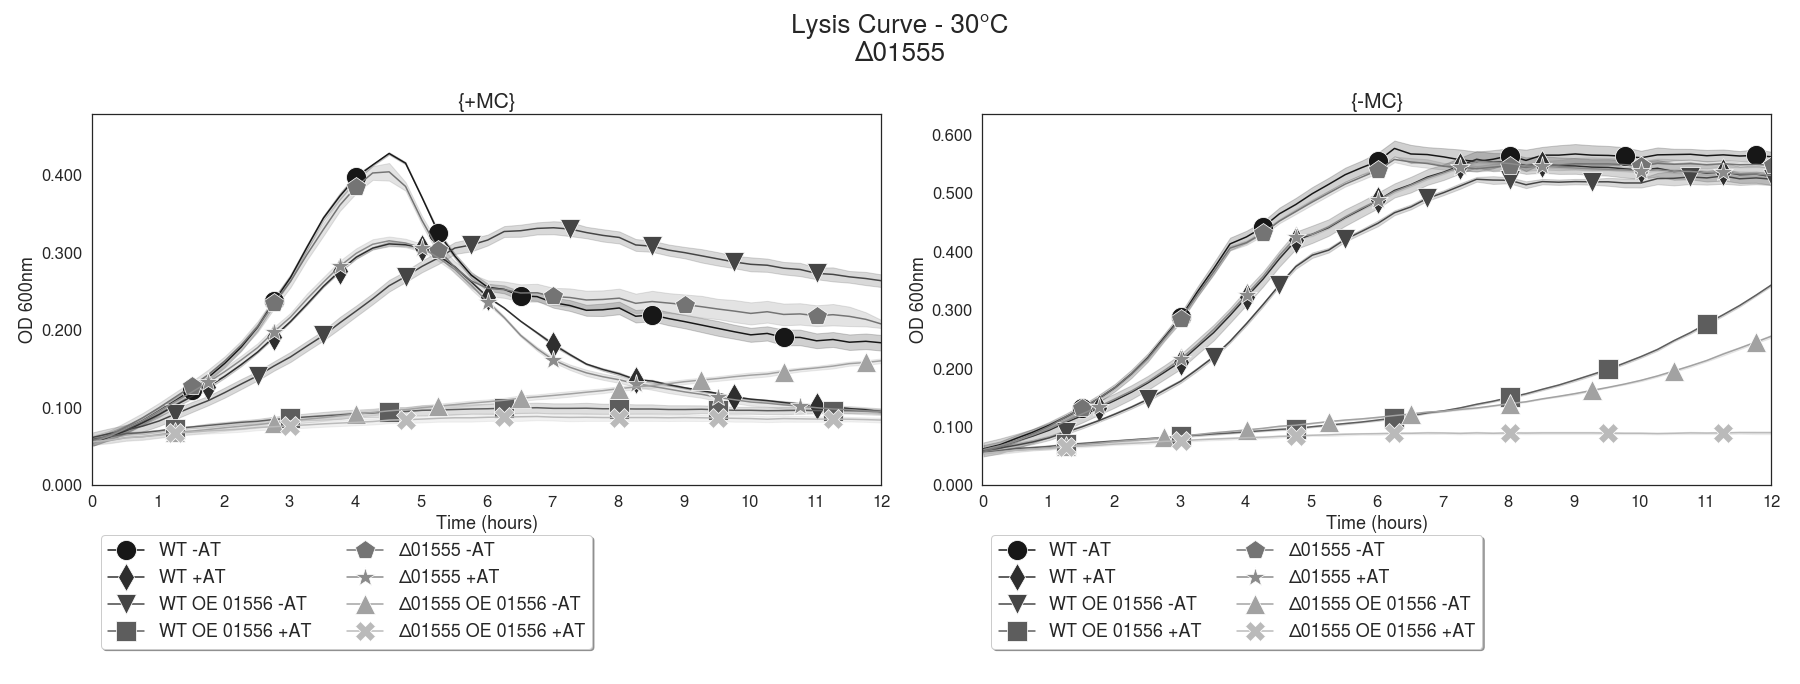 Lysis Curve - 30°C
Δ01555
{+MC}
OD 600nm
0.400
0.300
0.200
0.100
0.000
0 1 2 3 4 5 6 7 8 9 10 11 12
Time (hours)
WT -AT
WT +AT
WT OE 01556 -AT
WT OE 01556 +AT
Δ01555 -AT
Δ01555 +AT
Δ01555 OE 01556 -AT
Δ01555 OE 01556 +AT
{-MC}
OD 600nm
0.600
0.500
0.400
0.300
0.200
0.100
0.000
0 1 2 3 4 5 6 7 8 9 10 11 12
Time (hours)
WT -AT
WT +AT
WT OE 01556 -AT
WT OE 01556 +AT
Δ01555 -AT
Δ01555 +AT
Δ01555 OE 01556 -AT
Δ01555 OE 01556 +AT